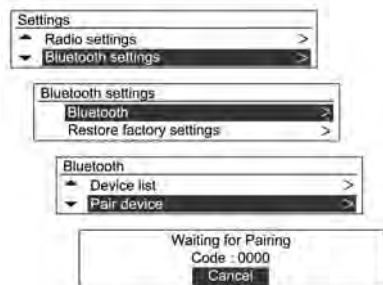 Settings
Radio settings >
Bluetooth settings >
Bluetooth settings
Bluetooth >
Restore factory settings >
Bluetooth
Device list >
Pair device >
Waiting for Pairing
Code : 0000
Cancel